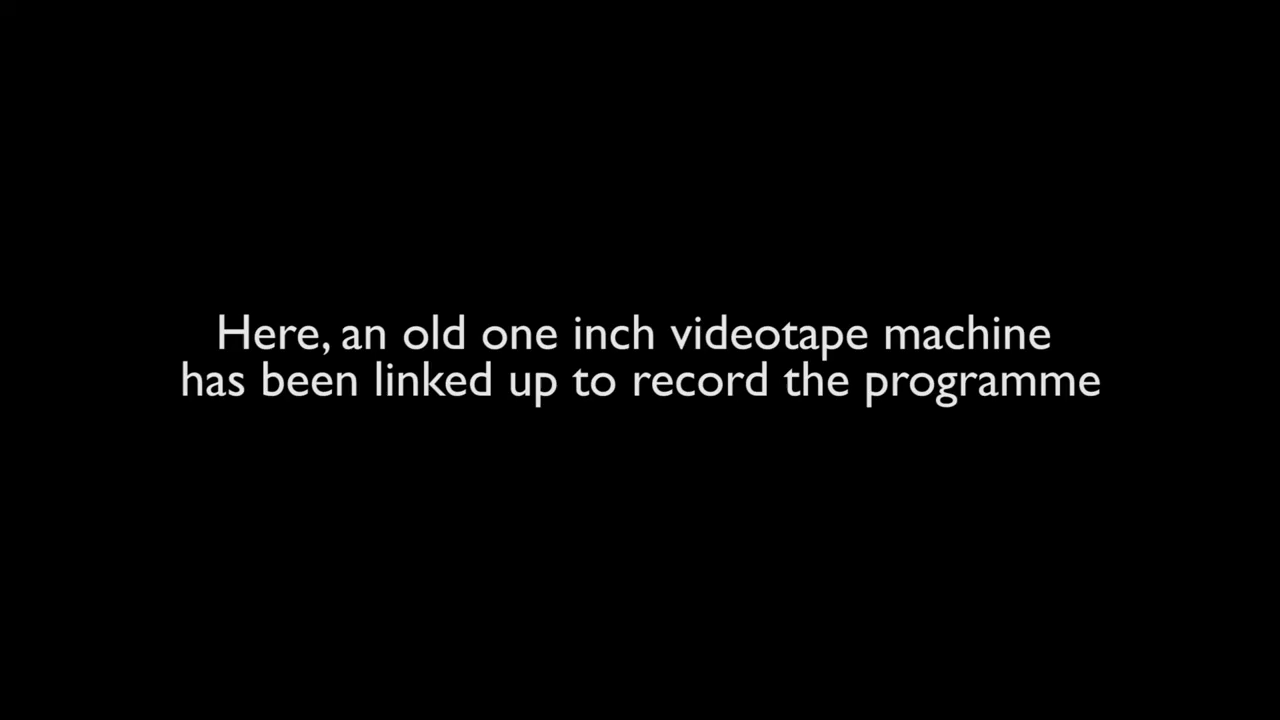 Here, an old one inch videotape machine
has been linked up to record the programme